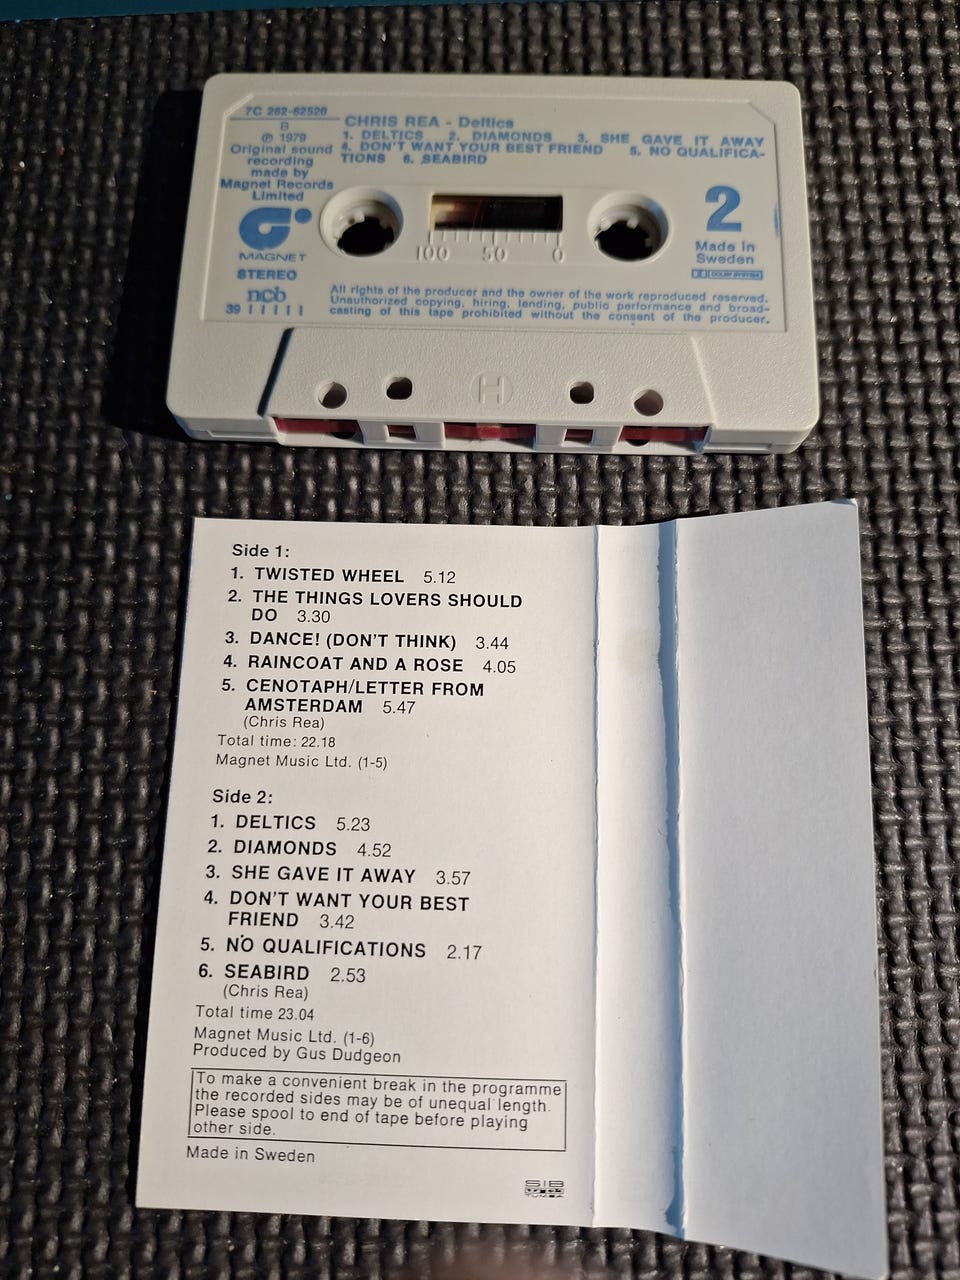 7C 262-62520
B
℗ 1979
Original sound
recording
made by
Magnet Records
Limited
MAGNET
STEREO
ncb
39 I I I I I
CHRIS REA - Deltics
1. DELTICS 2. DIAMONDS 3. SHE GAVE IT AWAY
4. DON'T WANT YOUR BEST FRIEND 5. NO QUALIFICA-
TIONS 6. SEABIRD
100 50 0
2
Made in
Sweden
DOLBY SYSTEM
All rights of the producer and the owner of the work reproduced reserved.
Unauthorized copying, hiring, lending, public performance and broad-
casting of this tape prohibited without the consent of the producer.
H
Side 1:
1. TWISTED WHEEL 5.12
2. THE THINGS LOVERS SHOULD
DO 3.30
3. DANCE! (DON'T THINK) 3.44
4. RAINCOAT AND A ROSE 4.05
5. CENOTAPH/LETTER FROM
AMSTERDAM 5.47
(Chris Rea)
Total time: 22.18
Magnet Music Ltd. (1-5)
Side 2:
1. DELTICS 5.23
2. DIAMONDS 4.52
3. SHE GAVE IT AWAY 3.57
4. DON'T WANT YOUR BEST
FRIEND 3.42
5. NO QUALIFICATIONS 2.17
6. SEABIRD 2.53
(Chris Rea)
Total time 23.04
Magnet Music Ltd. (1-6)
Produced by Gus Dudgeon
To make a convenient break in the programme
the recorded sides may be of unequal length.
Please spool to end of tape before playing
other side.
Made in Sweden